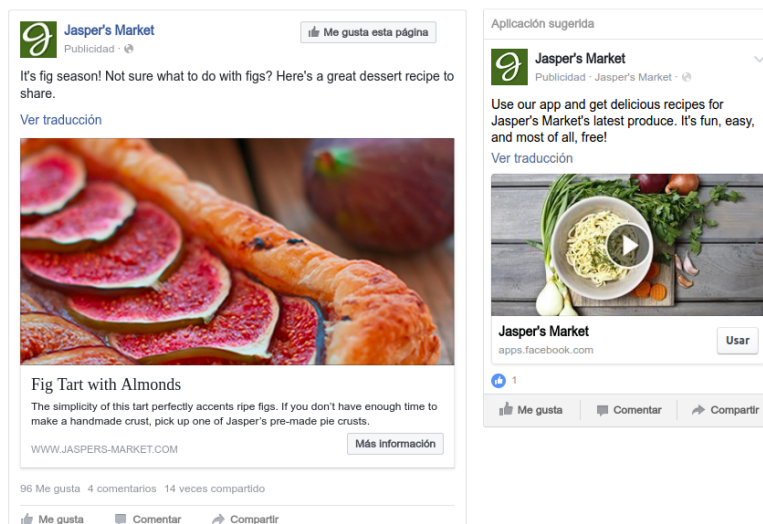 Jasper's Market
Publicidad ·
Me gusta esta página
It's fig season! Not sure what to do with figs? Here's a great dessert recipe to
share.
Ver traducción
Fig Tart with Almonds
The simplicity of this tart perfectly accents ripe figs. If you don't have enough time to
make a handmade crust, pick up one of Jasper's pre-made pie crusts.
WWW.JASPERS-MARKET.COM
Más información
96 Me gusta 4 comentarios 14 veces compartido
Me gusta Comentar Compartir
Aplicación sugerida
Jasper's Market
Publicidad · Jasper's Market ·
Use our app and get delicious recipes for
Jasper's Market's latest produce. It's fun, easy,
and most of all, free!
Ver traducción
Jasper's Market
apps.facebook.com
Usar
1
Me gusta Comentar Compartir